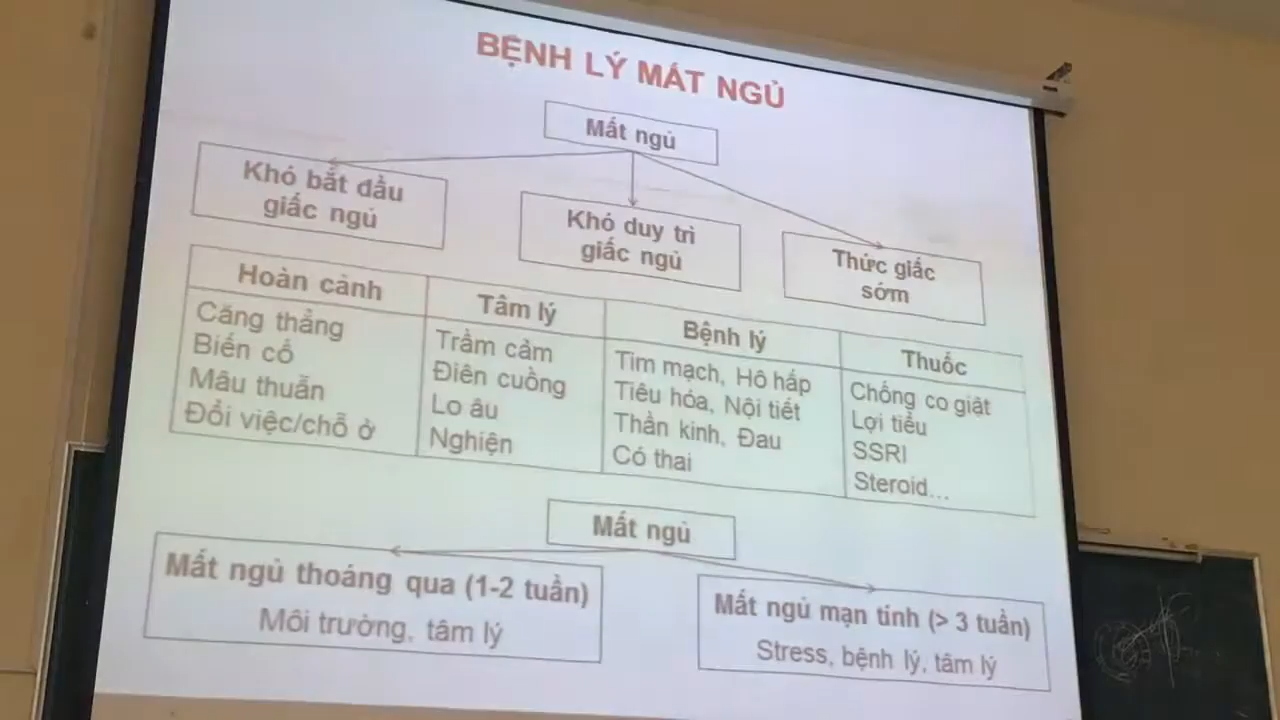 BỆNH LÝ MẤT NGỦ
Mất ngủ
Khó bắt đầu
giấc ngủ
Khó duy trì
giấc ngủ
Thức giấc
sớm
Hoàn cảnh
Căng thẳng
Biến cố
Mâu thuẫn
Đổi việc/chỗ ở
Tâm lý
Trầm cảm
Điên cuồng
Lo âu
Nghiện
Bệnh lý
Tim mạch, Hô hấp
Tiêu hóa, Nội tiết
Thần kinh, Đau
Có thai
Thuốc
Chống co giật
Lợi tiểu
SSRI
Steroid...
Mất ngủ
Mất ngủ thoáng qua (1-2 tuần)
Môi trường, tâm lý
Mất ngủ mạn tính (> 3 tuần)
Stress, bệnh lý, tâm lý